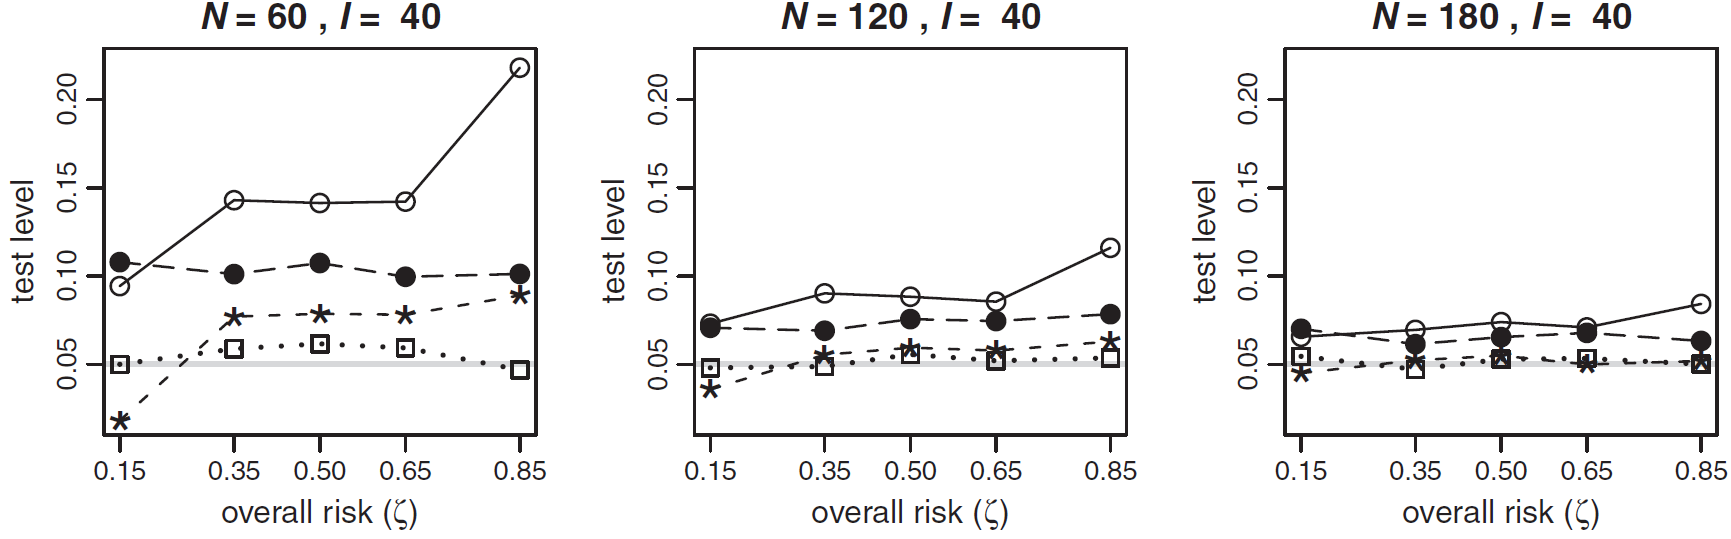 N = 60 , I = 40
test level
0.20
0.15
0.10
0.05
0.15 0.35 0.50 0.65 0.85
overall risk (ζ)
N = 120 , I = 40
test level
0.20
0.15
0.10
0.05
0.15 0.35 0.50 0.65 0.85
overall risk (ζ)
N = 180 , I = 40
test level
0.20
0.15
0.10
0.05
0.15 0.35 0.50 0.65 0.85
overall risk (ζ)